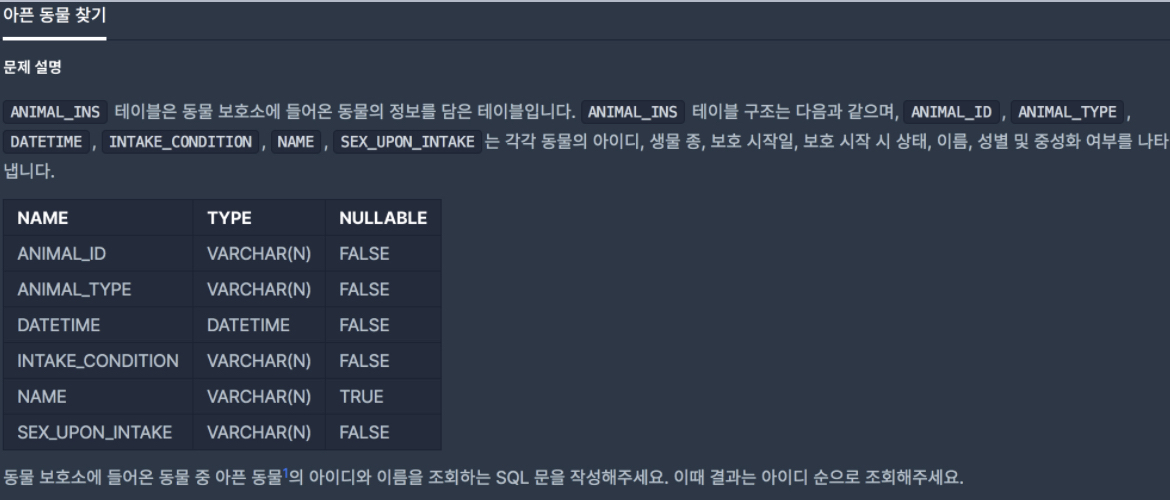 아픈 동물 찾기
문제 설명
ANIMAL_INS 테이블은 동물 보호소에 들어온 동물의 정보를 담은 테이블입니다. ANIMAL_INS 테이블 구조는 다음과 같으며, ANIMAL_ID , ANIMAL_TYPE ,
DATETIME , INTAKE_CONDITION , NAME , SEX_UPON_INTAKE 는 각각 동물의 아이디, 생물 종, 보호 시작일, 보호 시작 시 상태, 이름, 성별 및 중성화 여부를 나타
냅니다.
NAME TYPE NULLABLE
ANIMAL_ID VARCHAR(N) FALSE
ANIMAL_TYPE VARCHAR(N) FALSE
DATETIME DATETIME FALSE
INTAKE_CONDITION VARCHAR(N) FALSE
NAME VARCHAR(N) TRUE
SEX_UPON_INTAKE VARCHAR(N) FALSE
동물 보호소에 들어온 동물 중 아픈 동물1의 아이디와 이름을 조회하는 SQL 문을 작성해주세요. 이때 결과는 아이디 순으로 조회해주세요.